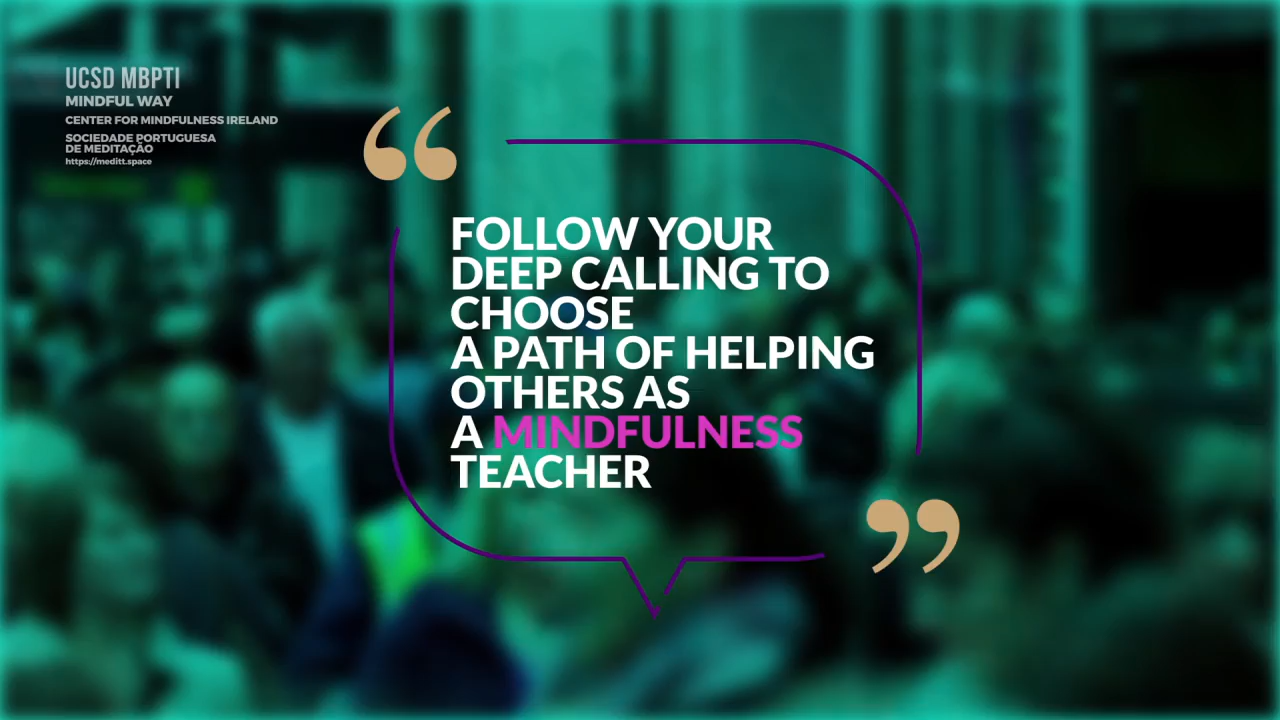 UCSD MBPTI
MINDFUL WAY
CENTER FOR MINDFULNESS IRELAND
SOCIEDADE PORTUGUESA
DE MEDITAÇÃO
https://meditt.space
“
FOLLOW YOUR
DEEP CALLING TO
CHOOSE
A PATH OF HELPING
OTHERS AS
A MINDFULNESS
TEACHER
”